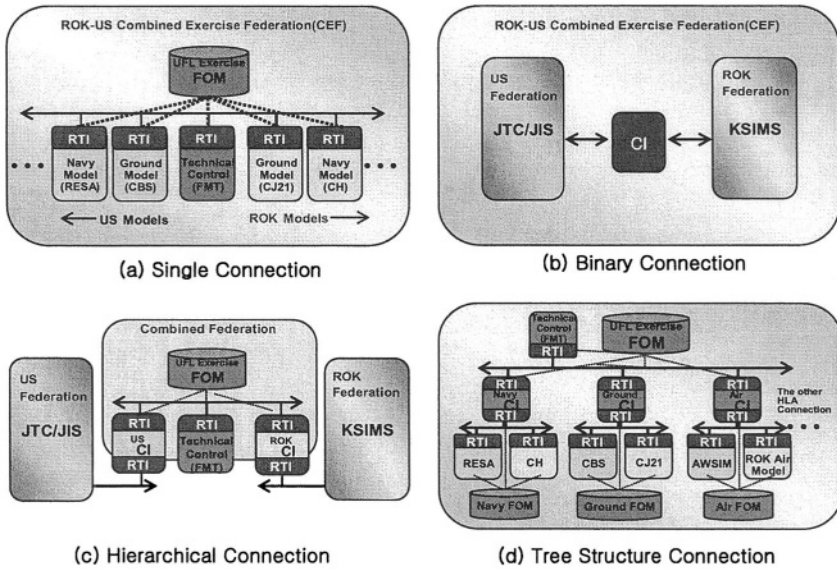 ROK-US Combined Exercise Federation(CEF)
UFL Exercise
FOM
RTI
RTI
RTI
RTI
RTI
Navy
Model
(RESA)
Ground
Model
(CBS)
Technical
Control
(FMT)
Ground
Model
(CJ21)
Navy
Model
(CH)
US Models
ROK Models
(a) Single Connection
ROK-US Combined Exercise Federation(CEF)
US
Federation
JTC/JIS
CI
ROK
Federation
KSIMS
(b) Binary Connection
Combined Federation
UFL Exercise
FOM
US
Federation
JTC/JIS
RTI
US
CI
RTI
RTI
Technical
Control
(FMT)
RTI
ROK
CI
RTI
ROK
Federation
KSIMS
(c) Hierarchical Connection
Technical
Control
(FMT)
RTI
UFL Exercise
FOM
RTI
Navy
CI
RTI
RTI
Ground
CI
RTI
RTI
Air
CI
RTI
The other
HLA
Connection
RTI
RESA
RTI
CH
RTI
CBS
RTI
CJ21
RTI
AWSIM
RTI
ROK Air
Model
Navy FOM
Ground FOM
Air FOM
(d) Tree Structure Connection